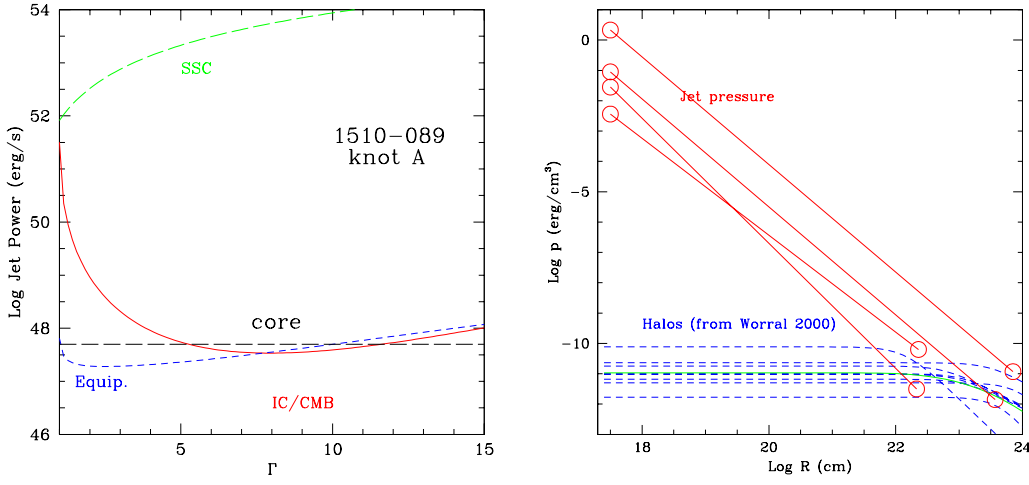 54
52
50
48
46
Log Jet Power (erg/s)
SSC
1510-089
knot A
core
Equip.
IC/CMB
5
10
15
Γ
0
-5
-10
Log p (erg/cm³)
Jet pressure
Halos (from Worral 2000)
18
20
22
24
Log R (cm)